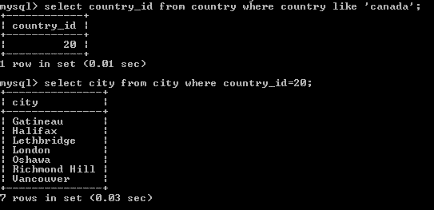 mysql> select country_id from country where country like 'canada';
+------------+
| country_id |
+------------+
|         20 |
+------------+
1 row in set (0.01 sec)
mysql> select city from city where country_id=20;
+---------------+
| city          |
+---------------+
| Gatineau      |
| Halifax       |
| Lethbridge    |
| London        |
| Oshawa        |
| Richmond Hill |
| Vancouver     |
+---------------+
7 rows in set (0.03 sec)